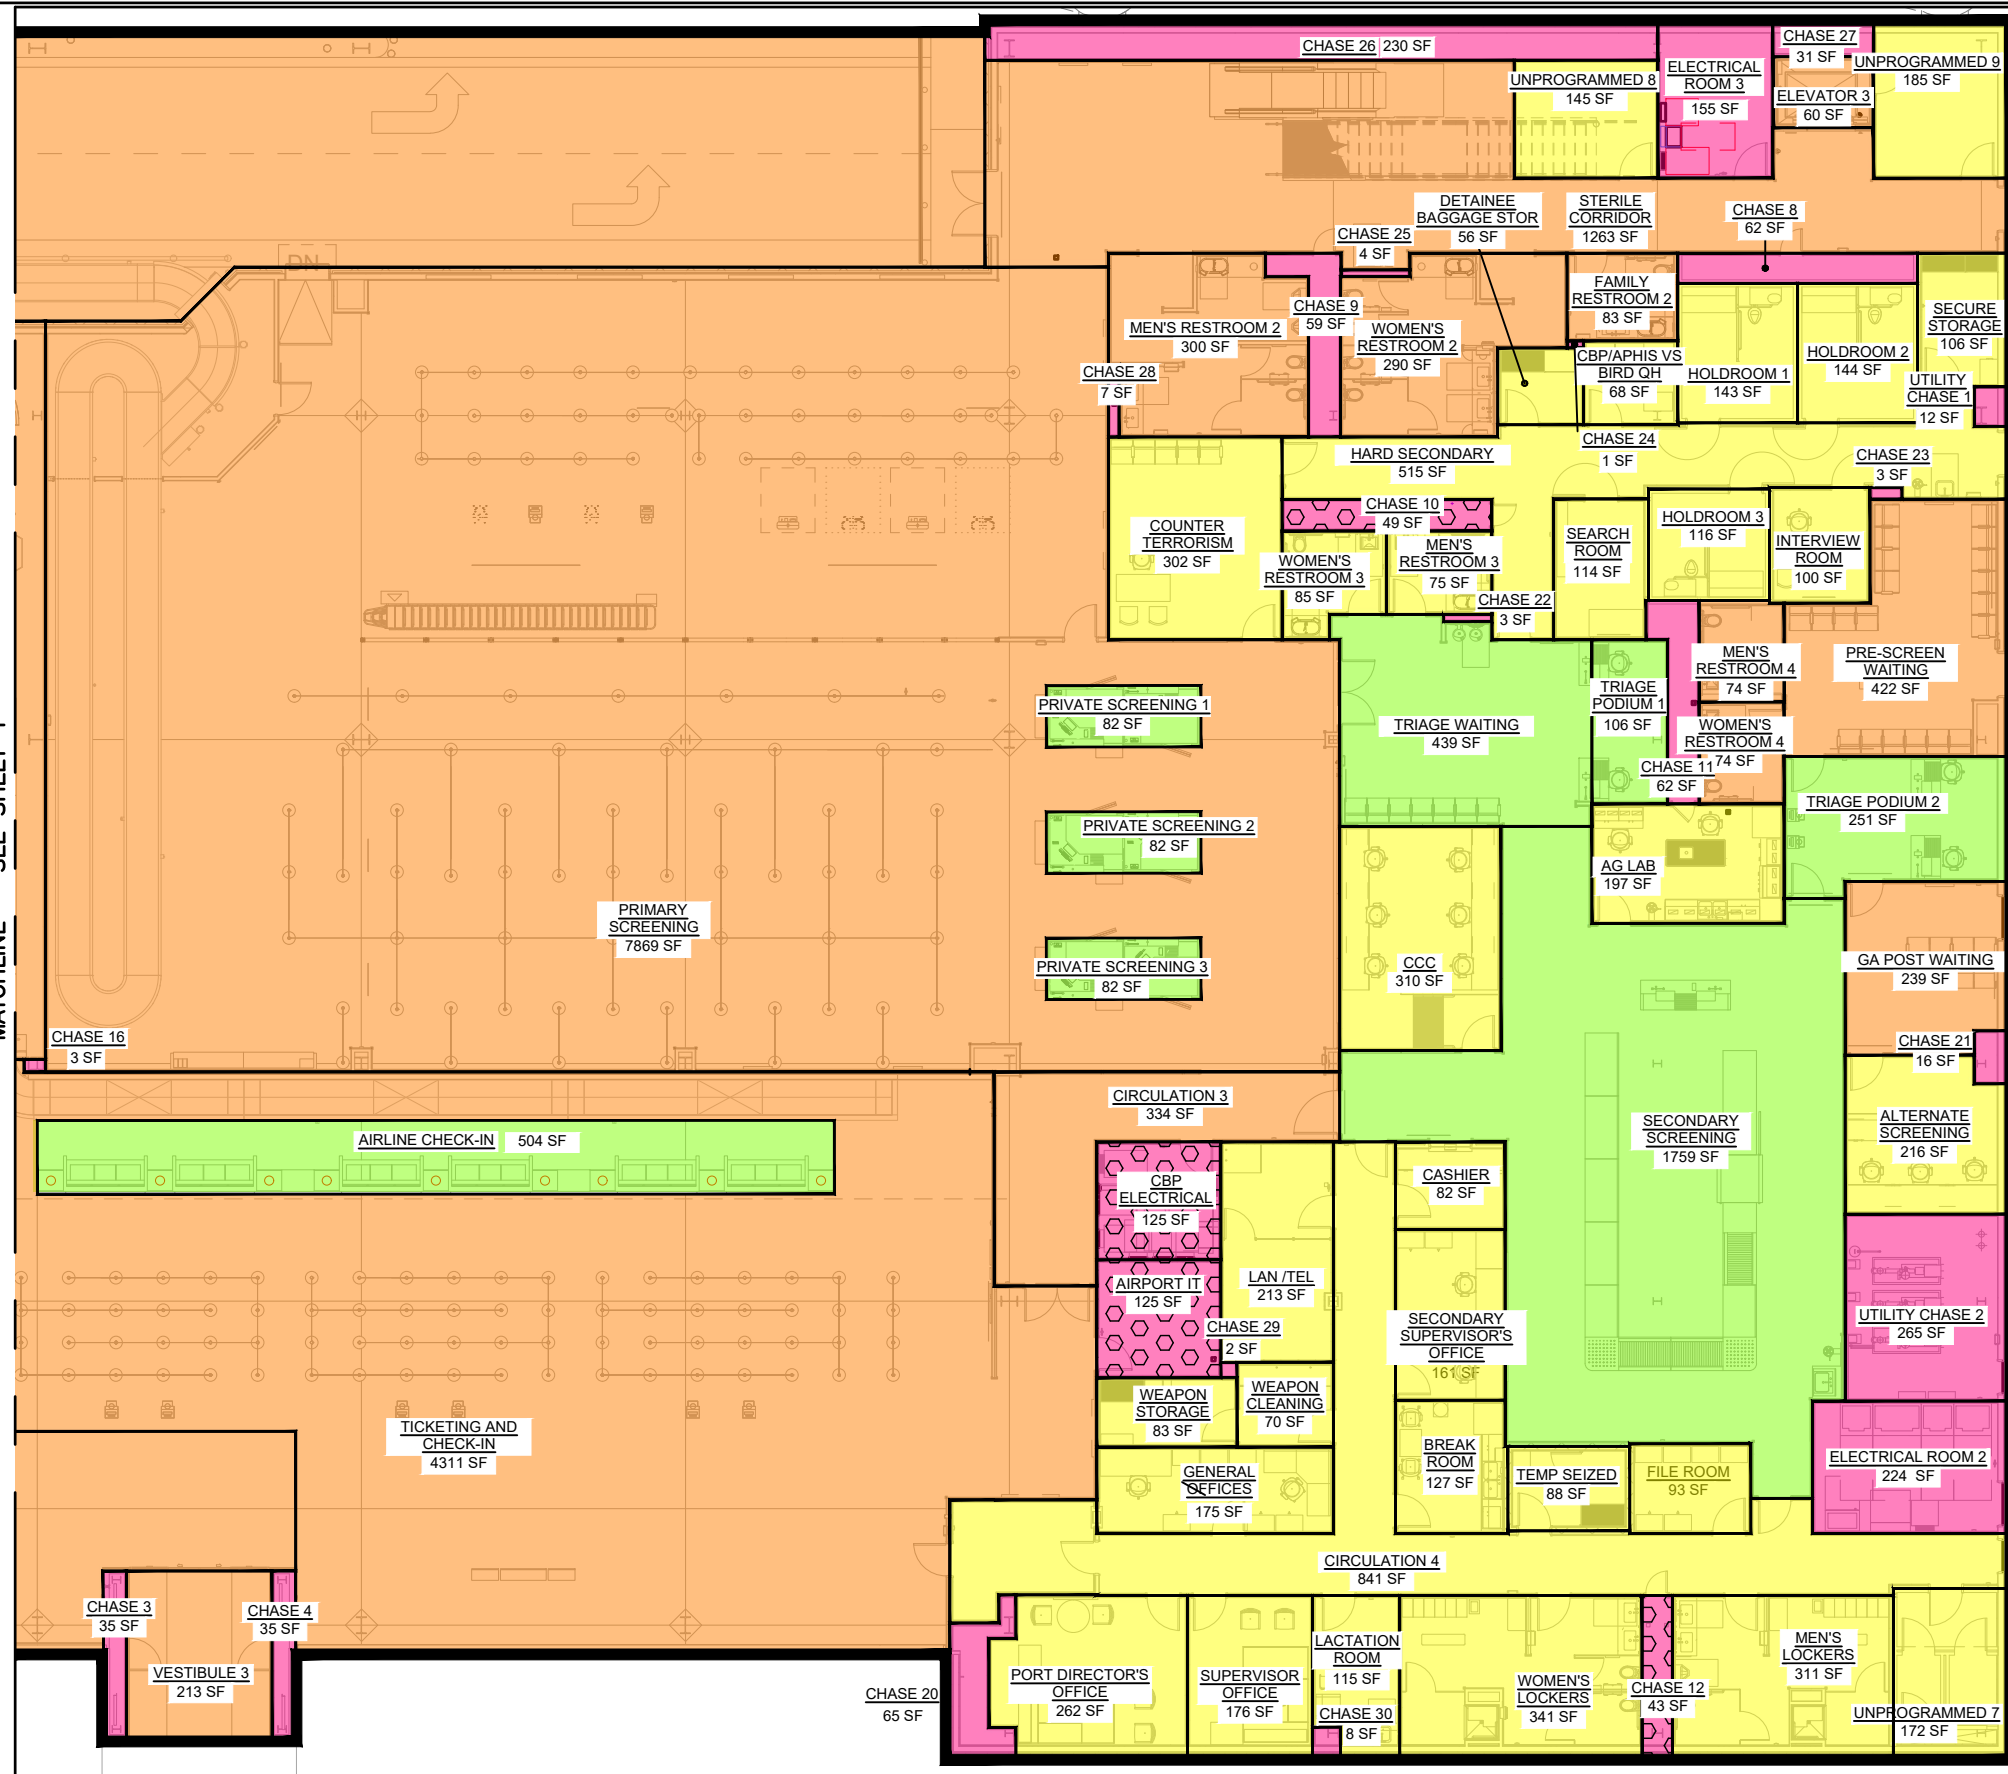 CHASE 26 230 SF
CHASE 27
31 SF
UNPROGRAMMED 9
185 SF
ELECTRICAL
ROOM 3
155 SF
UNPROGRAMMED 8
145 SF
ELEVATOR 3
60 SF
DETAINEE
BAGGAGE STOR
56 SF
STERILE
CORRIDOR
1263 SF
CHASE 8
62 SF
CHASE 25
4 SF
DN
FAMILY
RESTROOM 2
83 SF
CHASE 9
59 SF
MEN'S RESTROOM 2
300 SF
WOMEN'S
RESTROOM 2
290 SF
SECURE
STORAGE
106 SF
CBP/APHIS VS
BIRD QH
68 SF
HOLDROOM 1
143 SF
HOLDROOM 2
144 SF
CHASE 28
7 SF
UTILITY
CHASE 1
12 SF
HARD SECONDARY
515 SF
CHASE 24
1 SF
CHASE 23
3 SF
CHASE 10
49 SF
COUNTER
TERRORISM
302 SF
WOMEN'S
RESTROOM 3
85 SF
MEN'S
RESTROOM 3
75 SF
SEARCH
ROOM
114 SF
HOLDROOM 3
116 SF
INTERVIEW
ROOM
100 SF
CHASE 22
3 SF
MEN'S
RESTROOM 4
74 SF
PRE-SCREEN
WAITING
422 SF
PRIVATE SCREENING 1
82 SF
TRIAGE WAITING
439 SF
TRIAGE
PODIUM 1
106 SF
WOMEN'S
RESTROOM 4
74 SF
CHASE 11
62 SF
MATCHLINE SEE SHEET
PRIVATE SCREENING 2
82 SF
TRIAGE PODIUM 2
251 SF
AG LAB
197 SF
PRIMARY
SCREENING
7869 SF
PRIVATE SCREENING 3
82 SF
CCC
310 SF
GA POST WAITING
239 SF
CHASE 16
3 SF
CHASE 21
16 SF
CIRCULATION 3
334 SF
AIRLINE CHECK-IN 504 SF
SECONDARY
SCREENING
1759 SF
ALTERNATE
SCREENING
216 SF
CBP
ELECTRICAL
125 SF
CASHIER
82 SF
AIRPORT IT
125 SF
LAN /TEL
213 SF
CHASE 29
2 SF
SECONDARY
SUPERVISOR'S
OFFICE
161 SF
UTILITY CHASE 2
265 SF
WEAPON
STORAGE
83 SF
WEAPON
CLEANING
70 SF
TICKETING AND
CHECK-IN
4311 SF
BREAK
ROOM
127 SF
GENERAL
OFFICES
175 SF
TEMP SEIZED
88 SF
FILE ROOM
93 SF
ELECTRICAL ROOM 2
224 SF
CIRCULATION 4
841 SF
CHASE 3
35 SF
CHASE 4
35 SF
VESTIBULE 3
213 SF
CHASE 20
65 SF
PORT DIRECTOR'S
OFFICE
262 SF
SUPERVISOR
OFFICE
176 SF
LACTATION
ROOM
115 SF
CHASE 30
8 SF
WOMEN'S
LOCKERS
341 SF
CHASE 12
43 SF
MEN'S
LOCKERS
311 SF
UNPROGRAMMED 7
172 SF